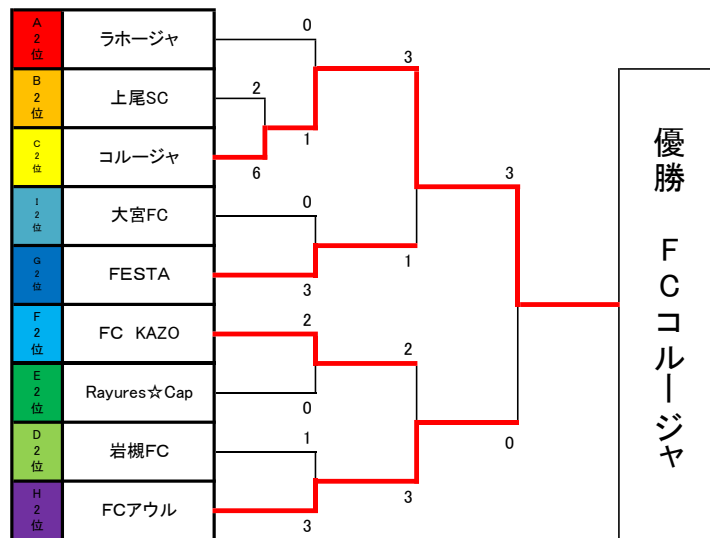 A
2
位
ラホージャ
0
3
B
2
位
上尾SC
2
C
2
位
コルージャ
6
1
3
I
2
位
大宮FC
0
G
2
位
FESTA
3
1
F
2
位
FC KAZO
2
2
E
2
位
Rayures☆Cap
0
D
2
位
岩槻FC
1
0
H
2
位
FCアウル
3
3
優勝 FCコルージャ